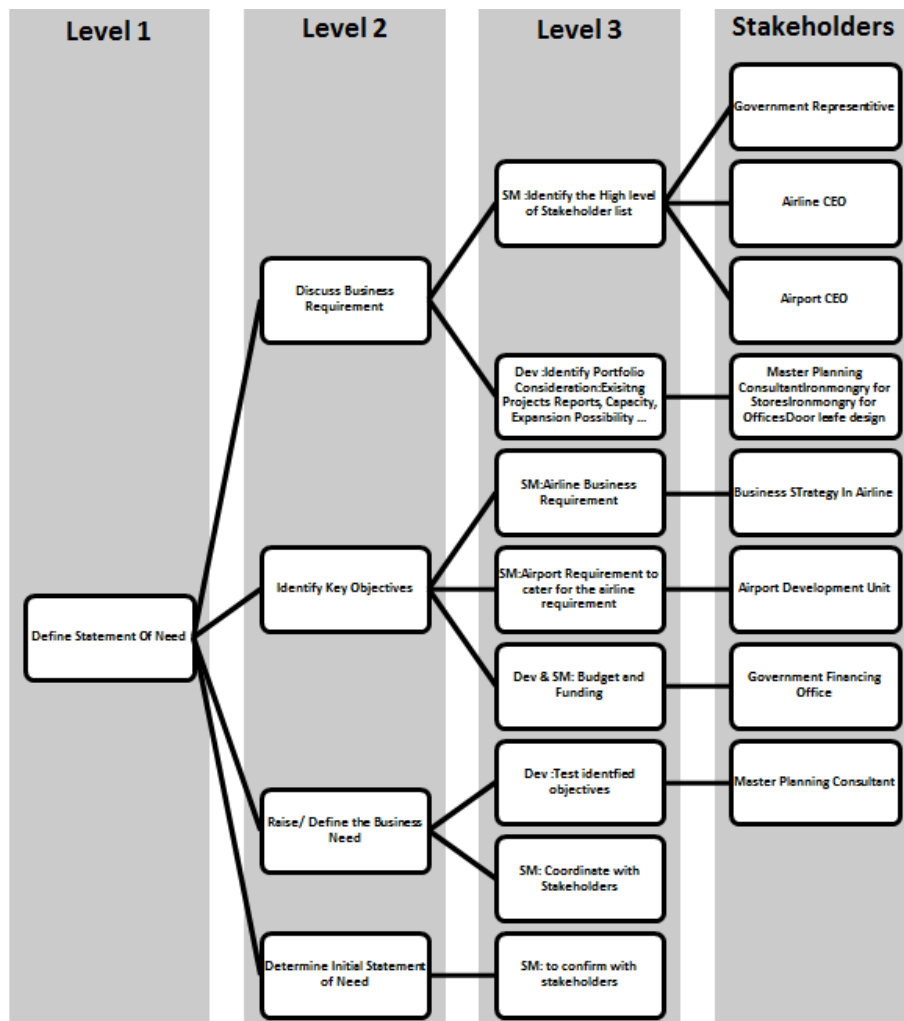 Level 1
Level 2
Level 3
Stakeholders
Define Statement Of Need
Discuss Business
Requirement
Identify Key Objectives
Raise/ Define the Business
Need
Determine Initial Statement
of Need
SM :Identify the High level
of Stakeholder list
Dev :Identify Portfolio
Consideration:Exisitng
Projects Reports, Capacity,
Expansion Possibility ...
SM:Airline Business
Requirement
SM:Airport Requirement to
cater for the airline
requirement
Dev & SM: Budget and
Funding
Dev :Test identfied
objectives
SM: Coordinate with
Stakeholders
SM: to confirm with
stakeholders
Government Representitive
Airline CEO
Airport CEO
Master Planning
ConsultantIronmongry for
StoresIronmongry for
OfficesDoor leafe design
Business STrategy In Airline
Airport Development Unit
Government Financing
Office
Master Planning Consultant